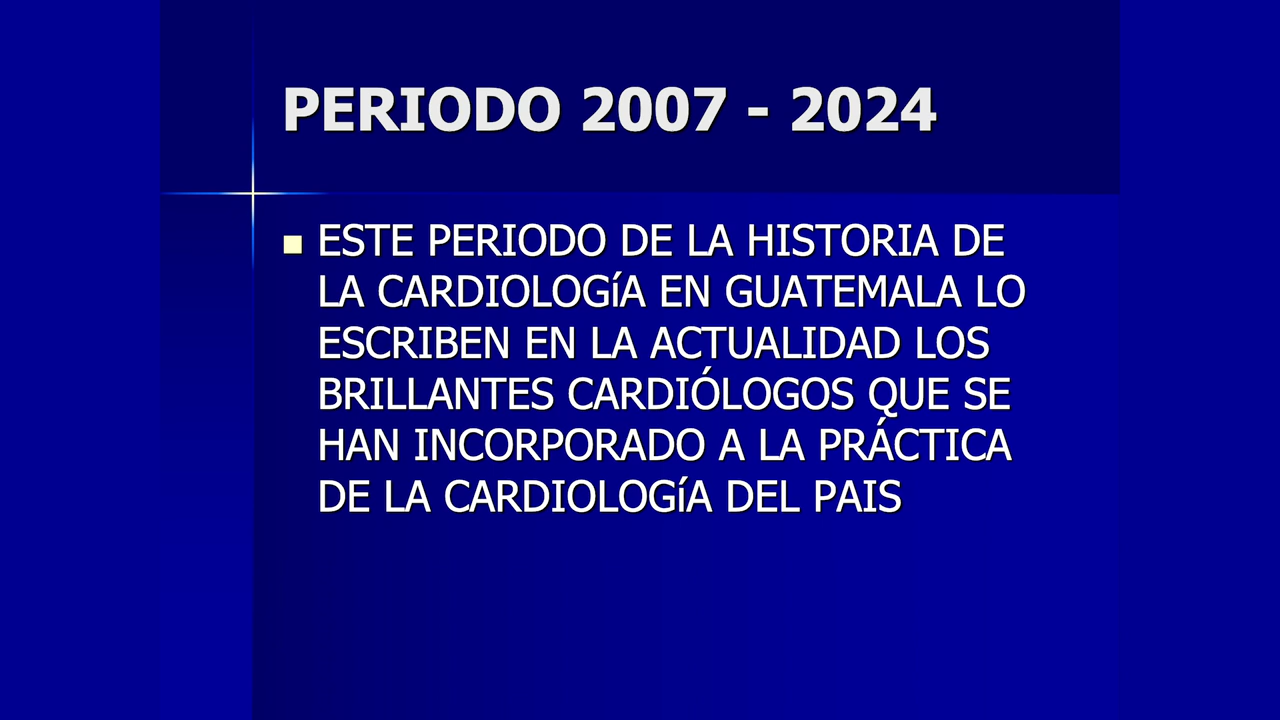 PERIODO 2007 - 2024
ESTE PERIODO DE LA HISTORIA DE
LA CARDIOLOGíA EN GUATEMALA LO
ESCRIBEN EN LA ACTUALIDAD LOS
BRILLANTES CARDIÓLOGOS QUE SE
HAN INCORPORADO A LA PRÁCTICA
DE LA CARDIOLOGíA DEL PAIS